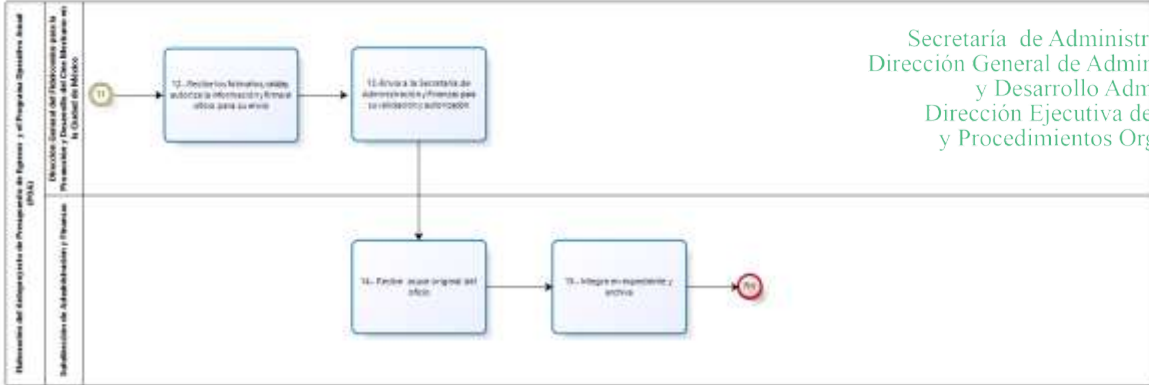 Elaboración del Anteproyecto de Presupuesto de Egresos y el Programa Operativo Anual
(POA)
Dirección General del Fideicomiso para la
Promoción y Desarrollo del Cine Mexicano en
la Ciudad de México
11
12.- Recibe los formatos, valida,
autoriza la información y firma el
oficio para su envío
13.-Envía a la Secretaría de
Administración y Finanzas para
su validación y autorización
Secretaría de Administr
Dirección General de Admin
y Desarrollo Adm
Dirección Ejecutiva de
y Procedimientos Org
Subdirección de Administración y Finanzas
14.- Recibe acuse original del
oficio
15.- Integra en expediente y
archiva
Fin